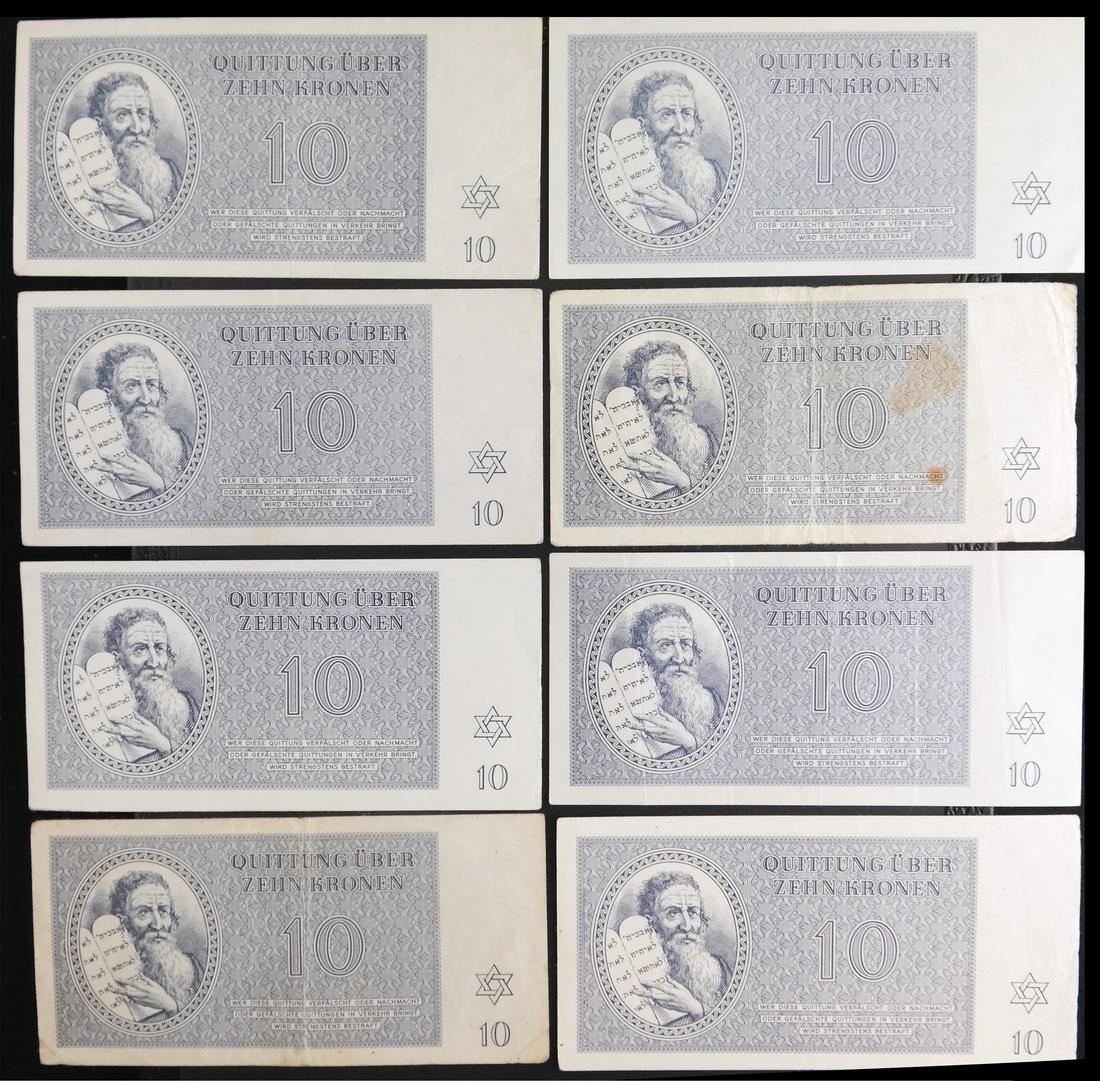 QUITTUNG ÜBER
ZEHN KRONEN
10
WER DIESE QUITTUNG VERFÄLSCHT ODER NACHMACHT
ODER GEFÄLSCHTE QUITTUNGEN IN VERKEHR BRINGT,
WIRD STRENGSTENS BESTRAFT.
10
QUITTUNG ÜBER
ZEHN KRONEN
10
WER DIESE QUITTUNG VERFÄLSCHT ODER NACHMACHT
ODER GEFÄLSCHTE QUITTUNGEN IN VERKEHR BRINGT,
WIRD STRENGSTENS BESTRAFT.
10
QUITTUNG ÜBER
ZEHN KRONEN
10
WER DIESE QUITTUNG VERFÄLSCHT ODER NACHMACHT
ODER GEFÄLSCHTE QUITTUNGEN IN VERKEHR BRINGT,
WIRD STRENGSTENS BESTRAFT.
10
QUITTUNG ÜBER
ZEHN KRONEN
10
WER DIESE QUITTUNG VERFÄLSCHT ODER NACHMACHT
ODER GEFÄLSCHTE QUITTUNGEN IN VERKEHR BRINGT,
WIRD STRENGSTENS BESTRAFT.
10
QUITTUNG ÜBER
ZEHN KRONEN
10
WER DIESE QUITTUNG VERFÄLSCHT ODER NACHMACHT
ODER GEFÄLSCHTE QUITTUNGEN IN VERKEHR BRINGT,
WIRD STRENGSTENS BESTRAFT.
10
QUITTUNG ÜBER
ZEHN KRONEN
10
WER DIESE QUITTUNG VERFÄLSCHT ODER NACHMACHT
ODER GEFÄLSCHTE QUITTUNGEN IN VERKEHR BRINGT,
WIRD STRENGSTENS BESTRAFT.
10
QUITTUNG ÜBER
ZEHN KRONEN
10
WER DIESE QUITTUNG VERFÄLSCHT ODER NACHMACHT
ODER GEFÄLSCHTE QUITTUNGEN IN VERKEHR BRINGT,
WIRD STRENGSTENS BESTRAFT.
10
QUITTUNG ÜBER
ZEHN KRONEN
10
WER DIESE QUITTUNG VERFÄLSCHT ODER NACHMACHT
ODER GEFÄLSCHTE QUITTUNGEN IN VERKEHR BRINGT,
WIRD STRENGSTENS BESTRAFT.
10